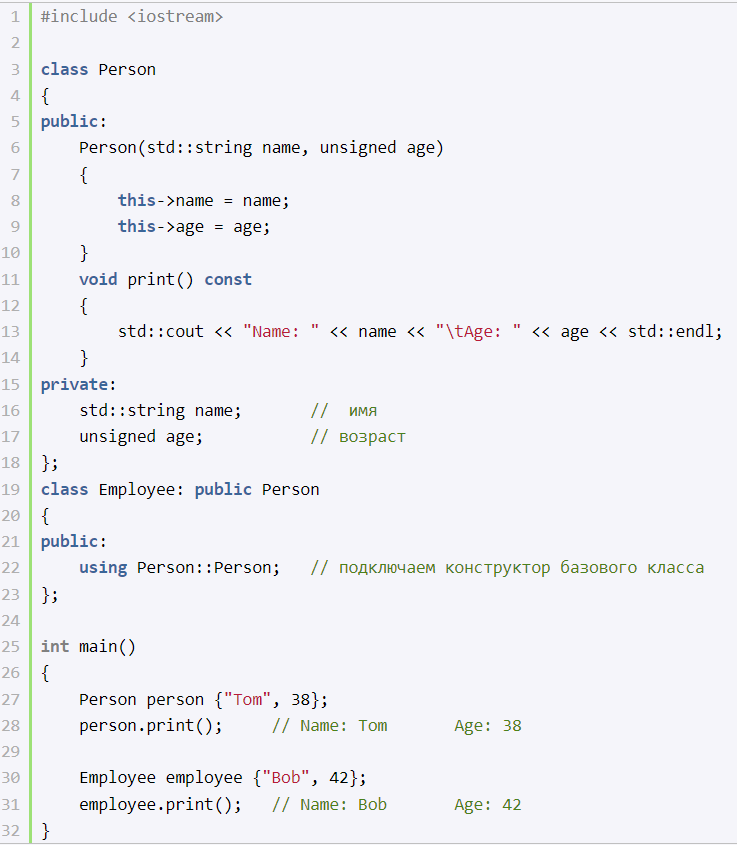 1 #include <iostream>
2
3 class Person
4 {
5 public:
6     Person(std::string name, unsigned age)
7     {
8         this->name = name;
9         this->age = age;
10     }
11     void print() const
12     {
13         std::cout << "Name: " << name << "\tAge: " << age << std::endl;
14     }
15 private:
16     std::string name;       //  имя
17     unsigned age;           // возраст
18 };
19 class Employee: public Person
20 {
21 public:
22     using Person::Person;   // подключаем конструктор базового класса
23 };
24
25 int main()
26 {
27     Person person {"Tom", 38};
28     person.print();     // Name: Tom       Age: 38
29
30     Employee employee {"Bob", 42};
31     employee.print();   // Name: Bob       Age: 42
32 }